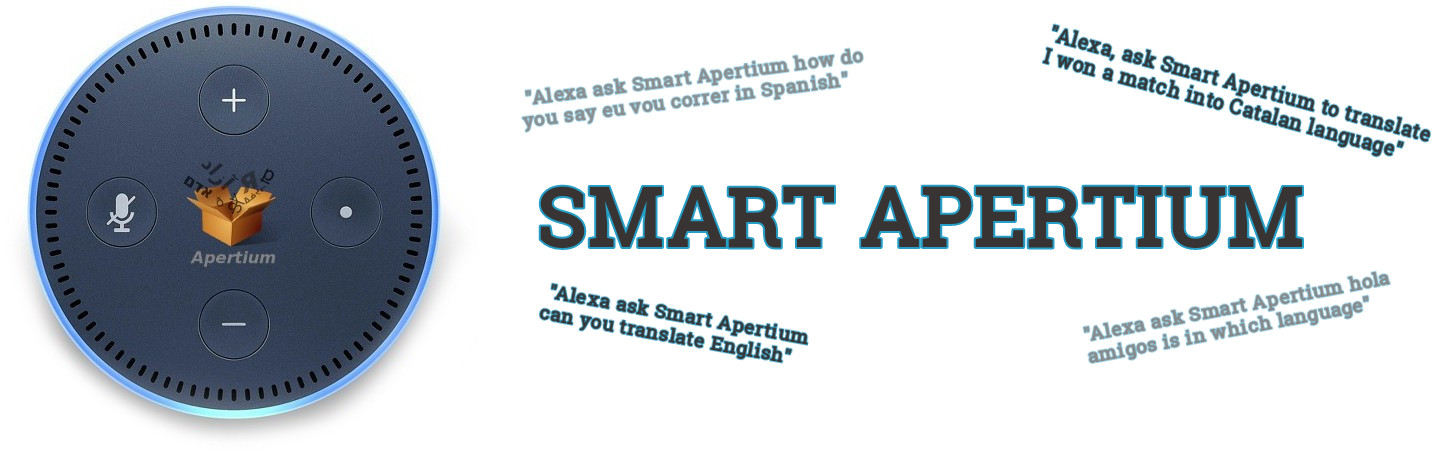 "Alexa ask Smart Apertium how do
you say eu vou correr in Spanish"
"Alexa, ask Smart Apertium to translate
I won a match into Catalan language"
Apertium
SMART APERTIUM
"Alexa ask Smart Apertium
can you translate English"
"Alexa ask Smart Apertium hola
amigos is in which language"